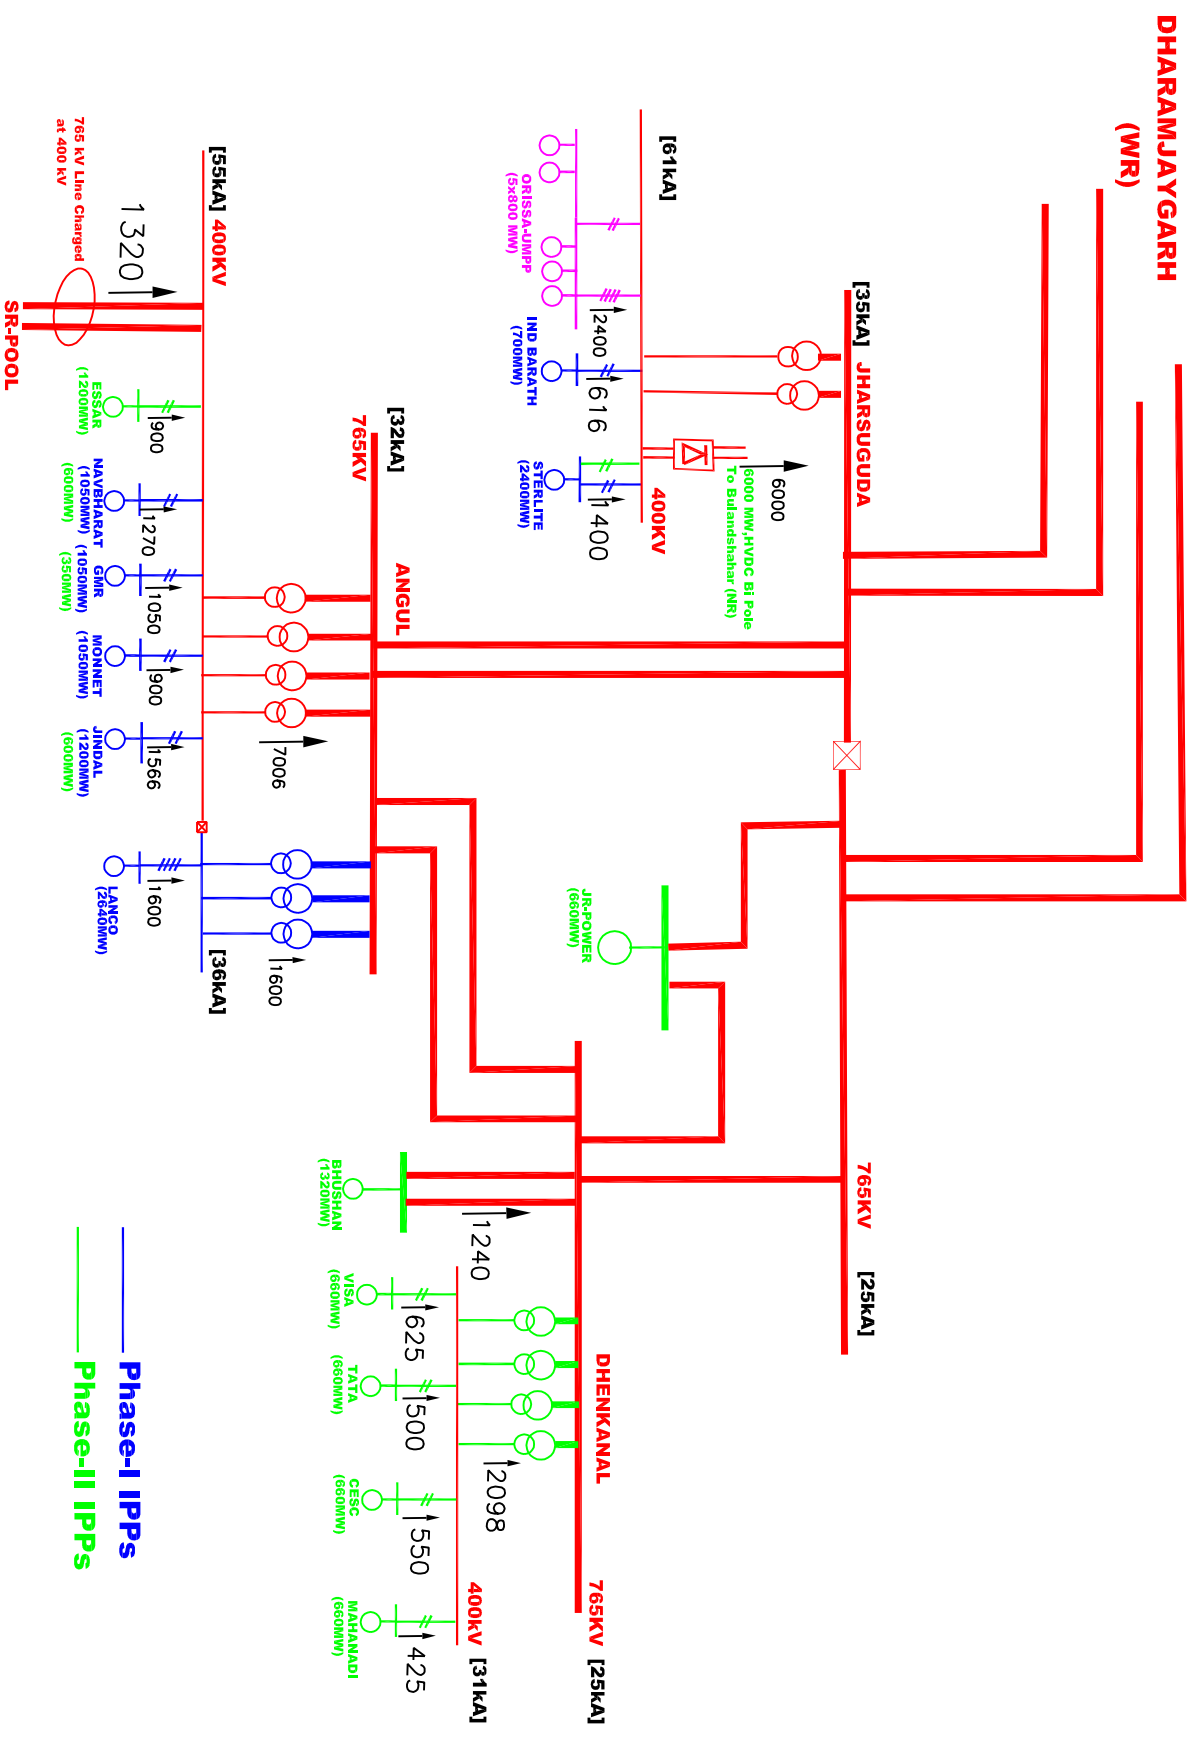 DHARAMJAYGARH
(WR)
[35kA]
JHARSUGUDA
765KV
[25kA]
[61kA]
400KV
6000
6000 MW,HVDC Bi Pole
To Bulandshahar (NR)
ORISSA-UMPP
(5x800 MW)
2400
IND BARATH
(700MW)
616
STERLITE
(2400MW)
1400
JR-POWER
(660MW)
DHENKANAL
765KV
[25kA]
[32kA]
765KV
ANGUL
7006
1600
BHUSHAN
(1320MW)
1240
2098
400kV
[31kA]
VISA
(660MW)
625
TATA
(660MW)
500
CESC
(660MW)
550
MAHANADI
(660MW)
425
[55kA]
400KV
1320
765 kV Line Charged
at 400 kV
SR-POOL
ESSAR
(1200MW)
900
NAVBHARAT
(1050MW)
(600MW)
1270
GMR
(1050MW)
(350MW)
1050
MONNET
(1050MW)
900
JINDAL
(1200MW)
(600MW)
1566
LANCO
(2640MW)
1600
[36kA]
Phase-I IPPs
Phase-II IPPs